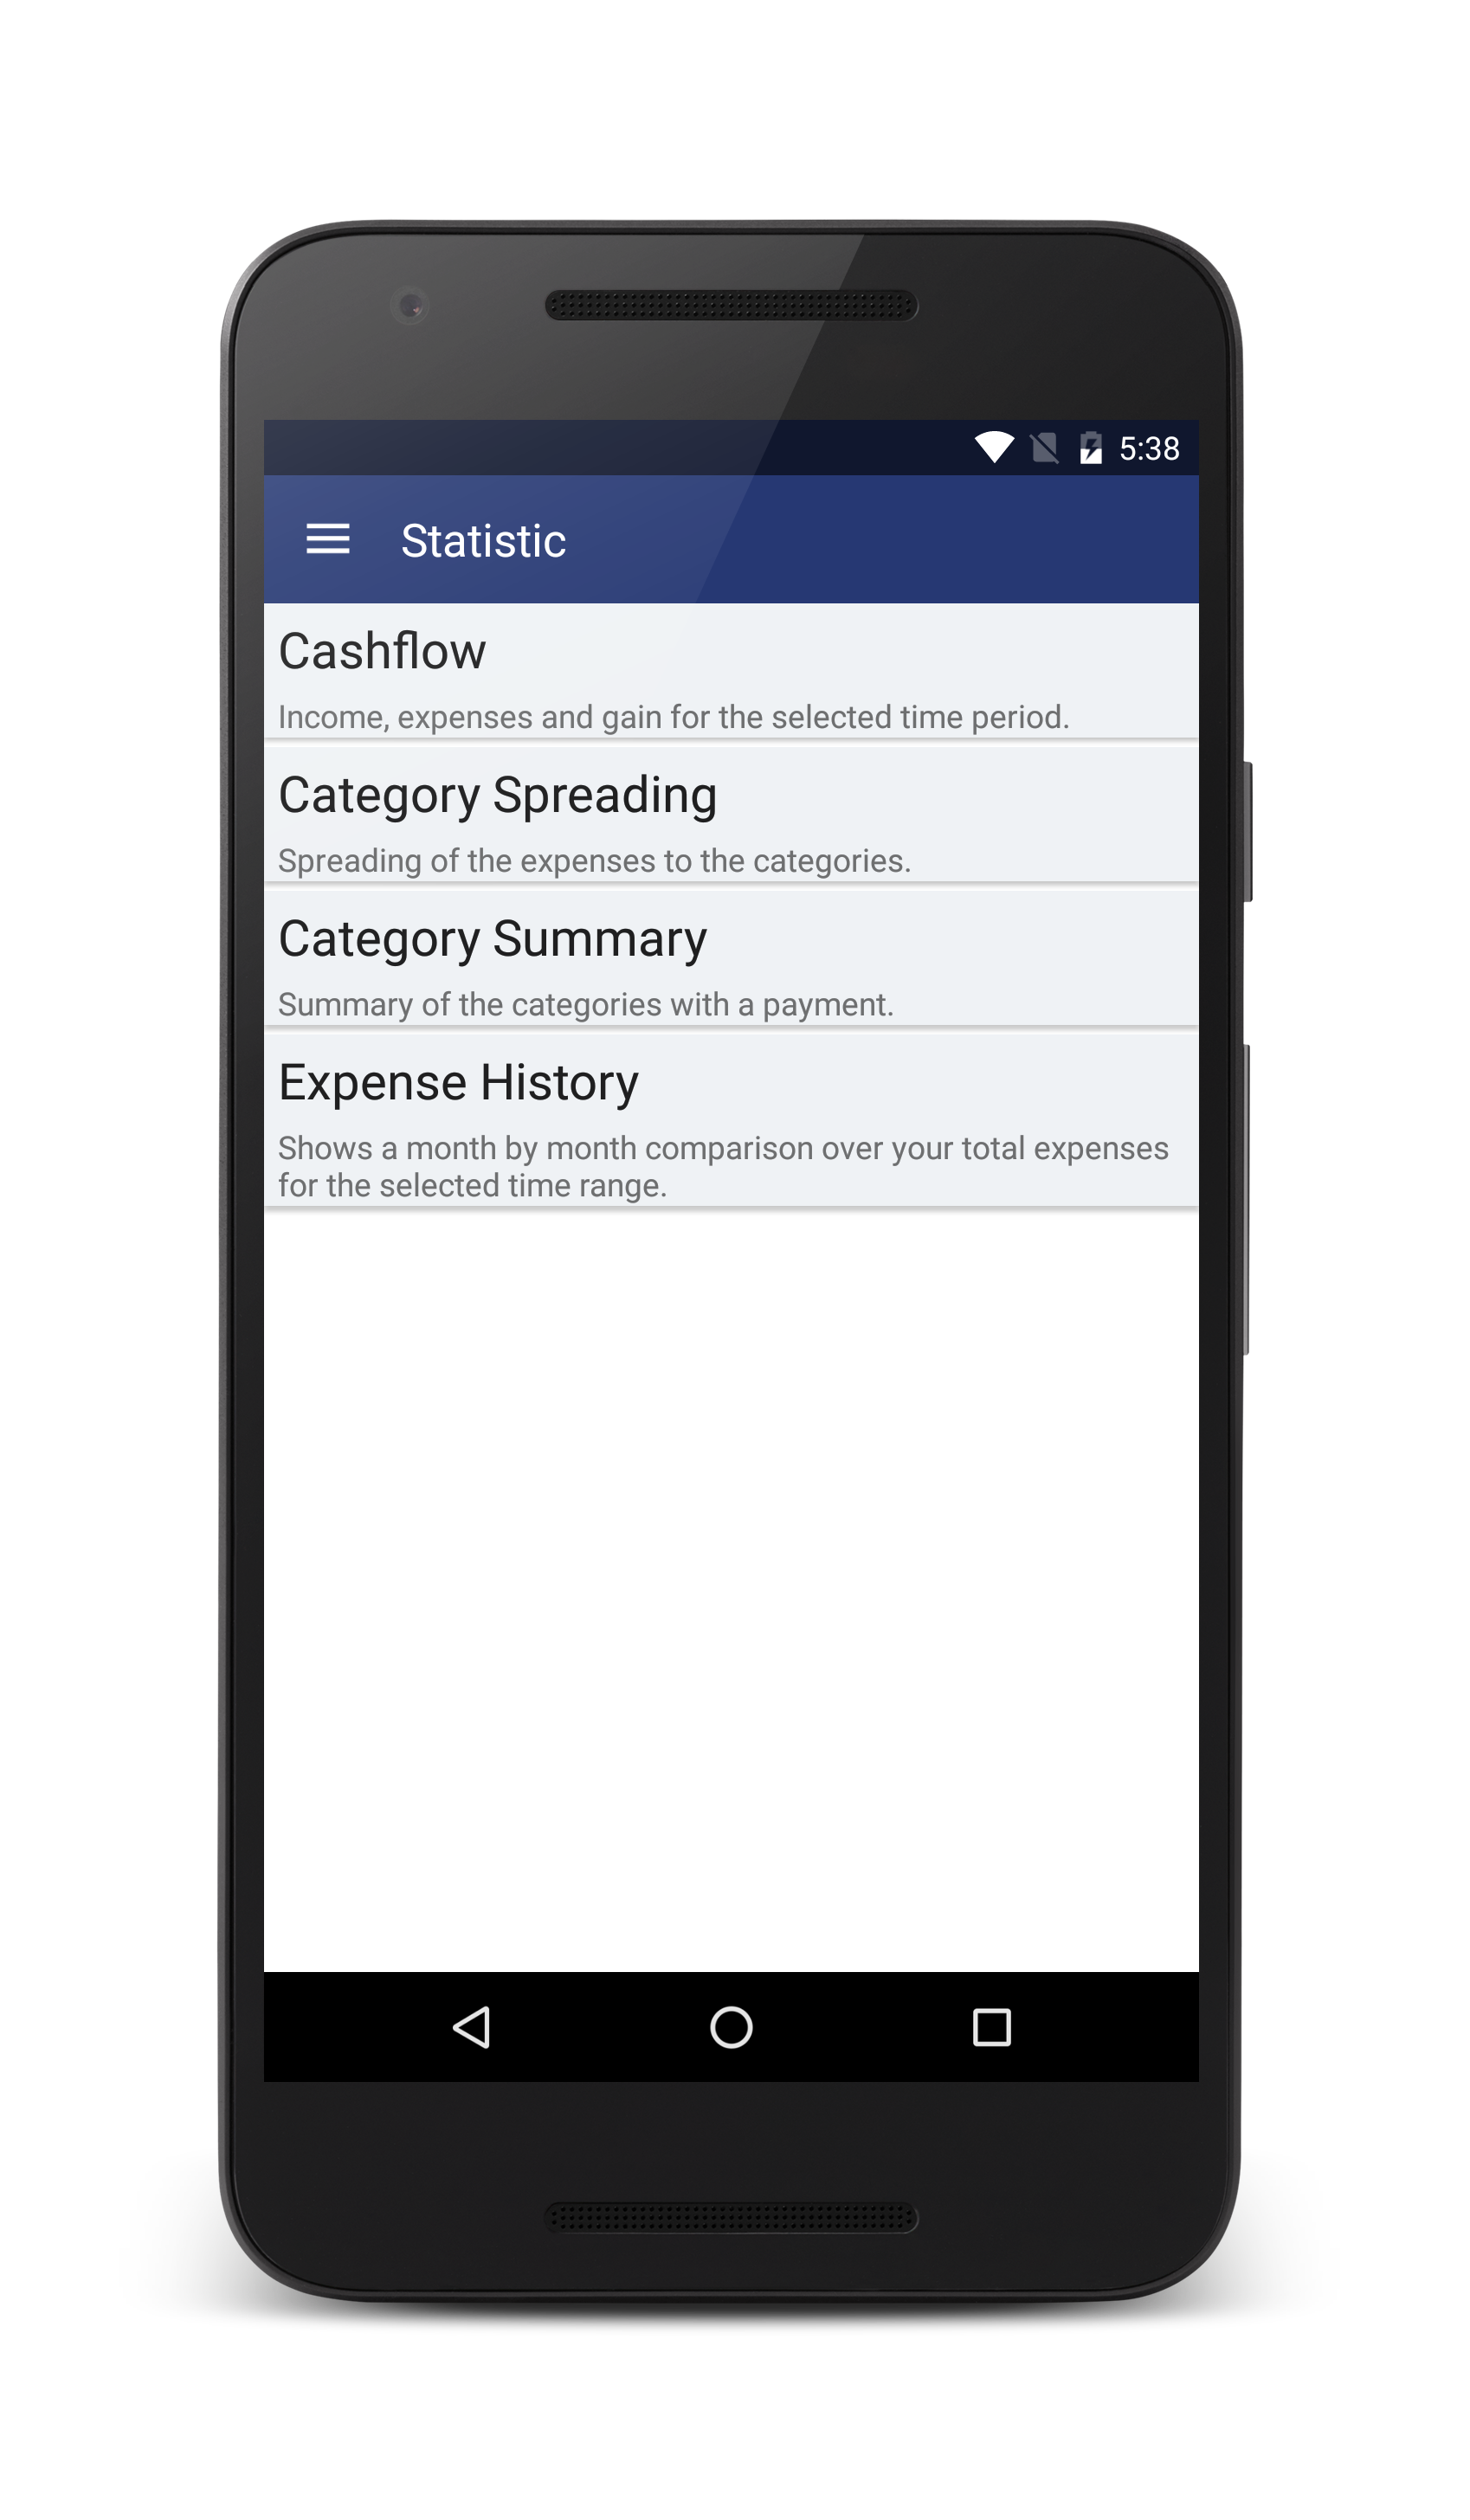 5:38
Statistic
Cashflow
Income, expenses and gain for the selected time period.
Category Spreading
Spreading of the expenses to the categories.
Category Summary
Summary of the categories with a payment.
Expense History
Shows a month by month comparison over your total expenses
for the selected time range.